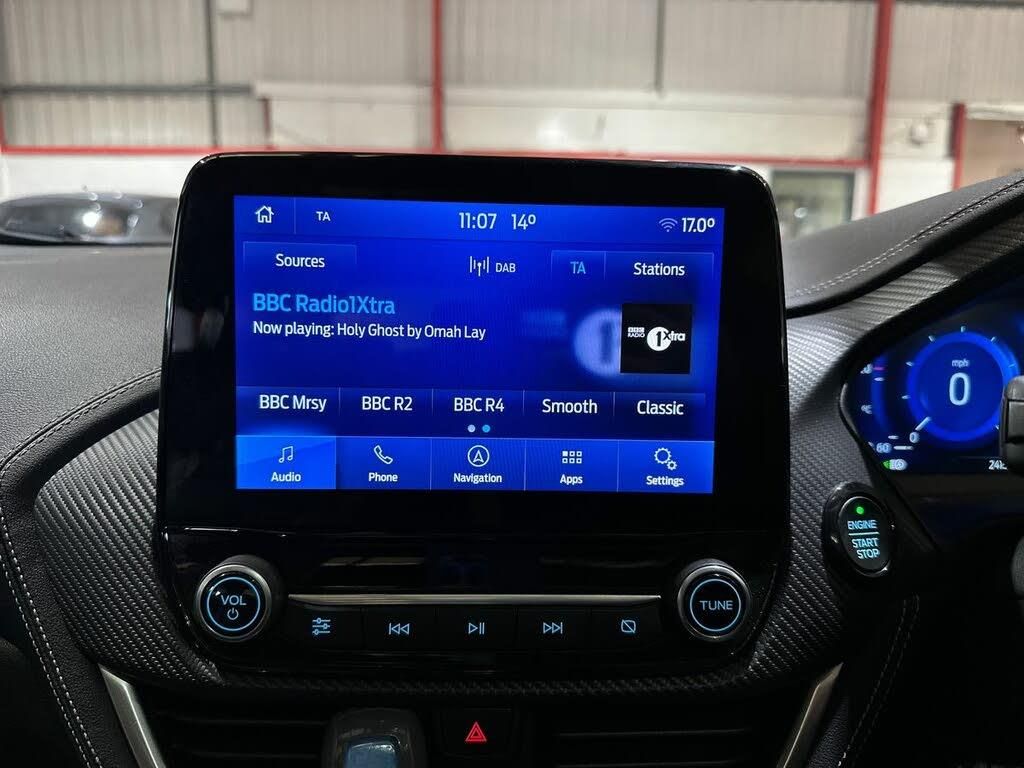 TA
11:07 14º
17.0º
Sources
DAB
TA
Stations
BBC Radio1Xtra
Now playing: Holy Ghost by Omah Lay
BBC RADIO 1Xtra
BBC Mrsy
BBC R2
BBC R4
Smooth
Classic
Audio
Phone
Navigation
Apps
Settings
mph
0
60
0
ENGINE
START
STOP
VOL
TUNE